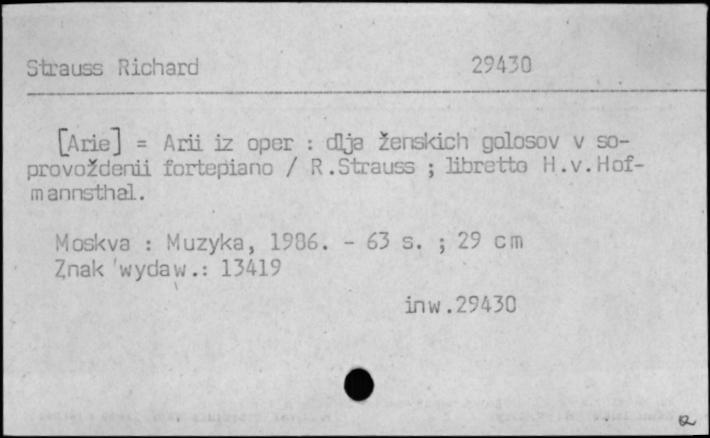 Strauss Richard 29430
[Arie] = Arii iz oper : dlja ženskich golosov v so-
provoždenii fortepiano / R.Strauss ; libretto H.v.Hof-
mannsthal.
Moskva : Muzyka, 1986. - 63 s. ; 29 cm
Znak wydaw.: 13419
inw.29430